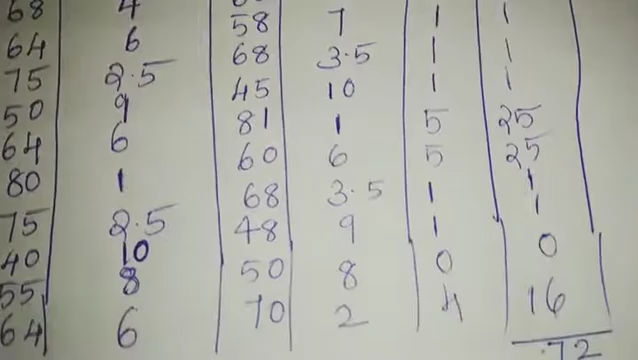 68 4 58 7 1 1
64 6 68 3.5 1 1
75 2.5 45 10 1 1
50 9 81 1 5 25
64 6 60 6 5 25
80 1 68 3.5 1 1
75 2.5 48 9 1 1
40 10 50 8 0 0
55 8 70 2 4 16
64 6 72